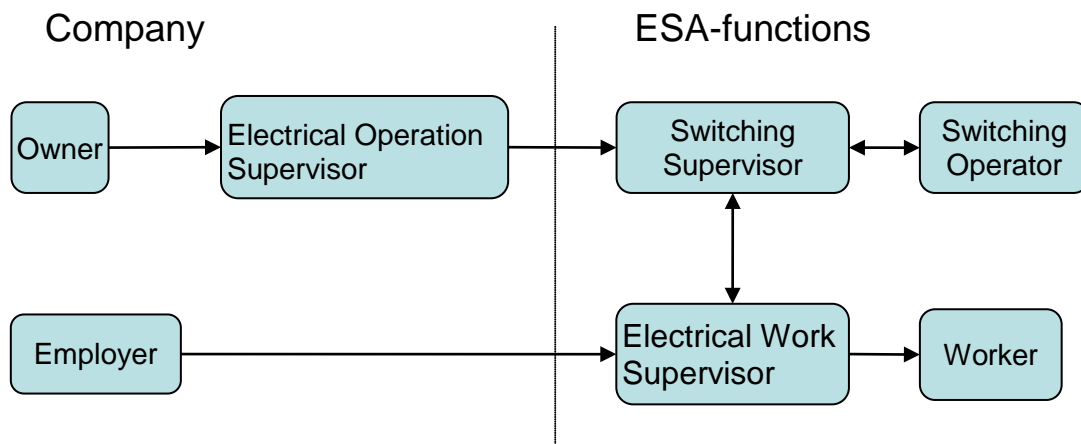 Company
ESA-functions
Owner
Electrical Operation
Supervisor
Switching
Supervisor
Switching
Operator
Employer
Electrical Work
Supervisor
Worker